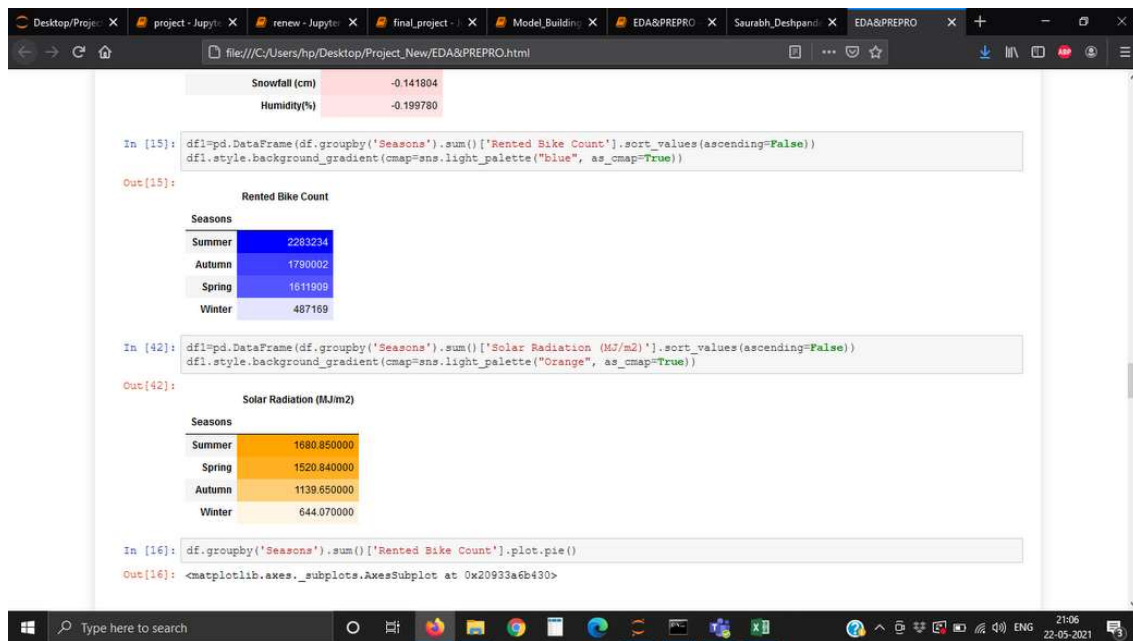 Desktop/Projec
project - Jupyte
renew - Jupyter
final_project - J
Model_Building
EDA&PREPRO
Saurabh_Deshpand
EDA&PREPRO
file:///C:/Users/hp/Desktop/Project_New/EDA&PREPRO.html
ABP
Snowfall (cm) -0.141804
Humidity(%) -0.199780
In [15]: df1=pd.DataFrame(df.groupby('Seasons').sum()['Rented Bike Count'].sort_values(ascending=False))
df1.style.background_gradient(cmap=sns.light_palette("blue", as_cmap=True))
Out[15]:
Rented Bike Count
Seasons
Summer 2283234
Autumn 1790002
Spring 1611909
Winter 487169
In [42]: df1=pd.DataFrame(df.groupby('Seasons').sum()['Solar Radiation (MJ/m2)'].sort_values(ascending=False))
df1.style.background_gradient(cmap=sns.light_palette("Orange", as_cmap=True))
Out[42]:
Solar Radiation (MJ/m2)
Seasons
Summer 1680.850000
Spring 1520.840000
Autumn 1139.650000
Winter 644.070000
In [16]: df.groupby('Seasons').sum()['Rented Bike Count'].plot.pie()
Out[16]: <matplotlib.axes._subplots.AxesSubplot at 0x20933a6b430>
Type here to search
ENG
21:06
22-05-2021